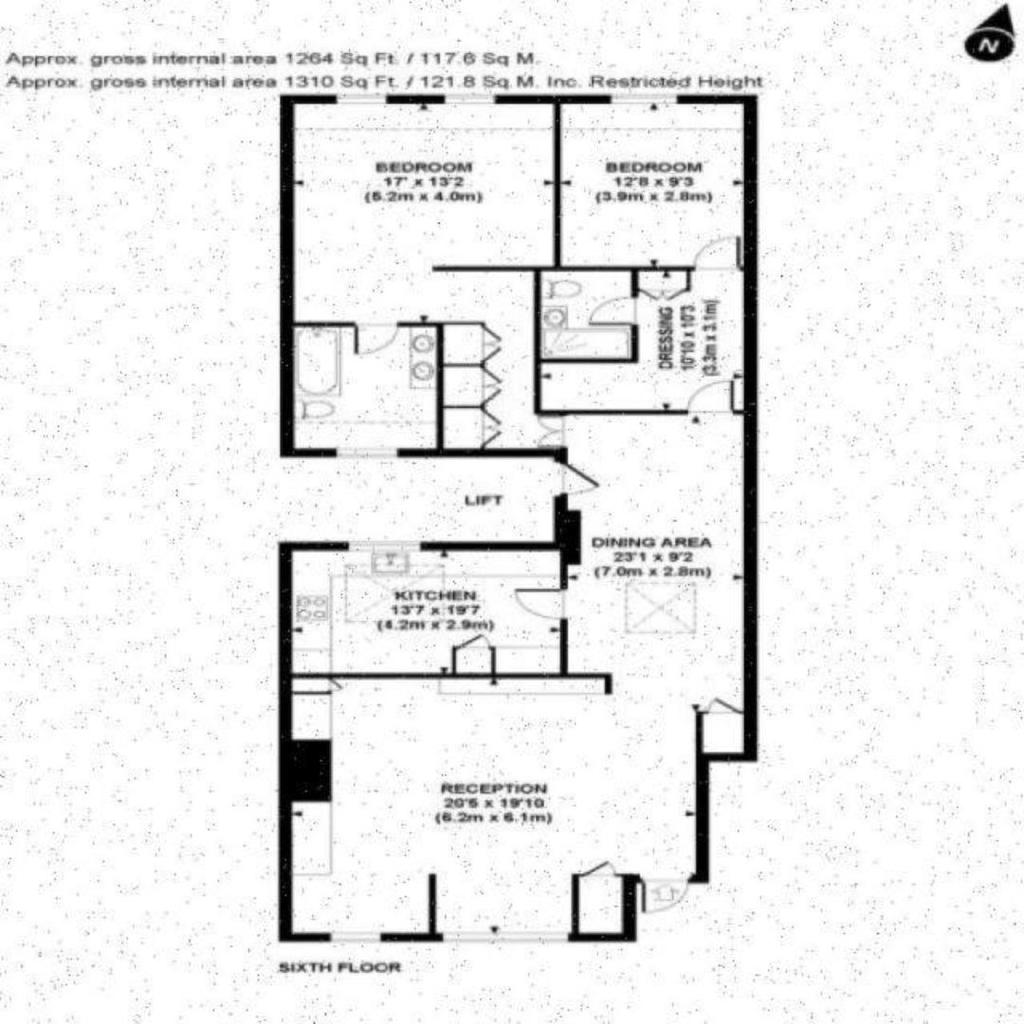 N
Approx. gross internal area 1264 Sq Ft. / 117.6 Sq M.
Approx. gross internal area 1310 Sq Ft. / 121.8 Sq M. Inc. Restricted Height
BEDROOM
17' x 13'2
(5.2m x 4.0m)
BEDROOM
12'8 x 9'3
(3.9m x 2.8m)
DRESSING
10'10 x 10'3
(3.3m x 3.1m)
LIFT
DINING AREA
23'1 x 9'2
(7.0m x 2.8m)
KITCHEN
13'7 x 19'7
(4.2m x 2.9m)
RECEPTION
20'5 x 19'10
(6.2m x 6.1m)
SIXTH FLOOR